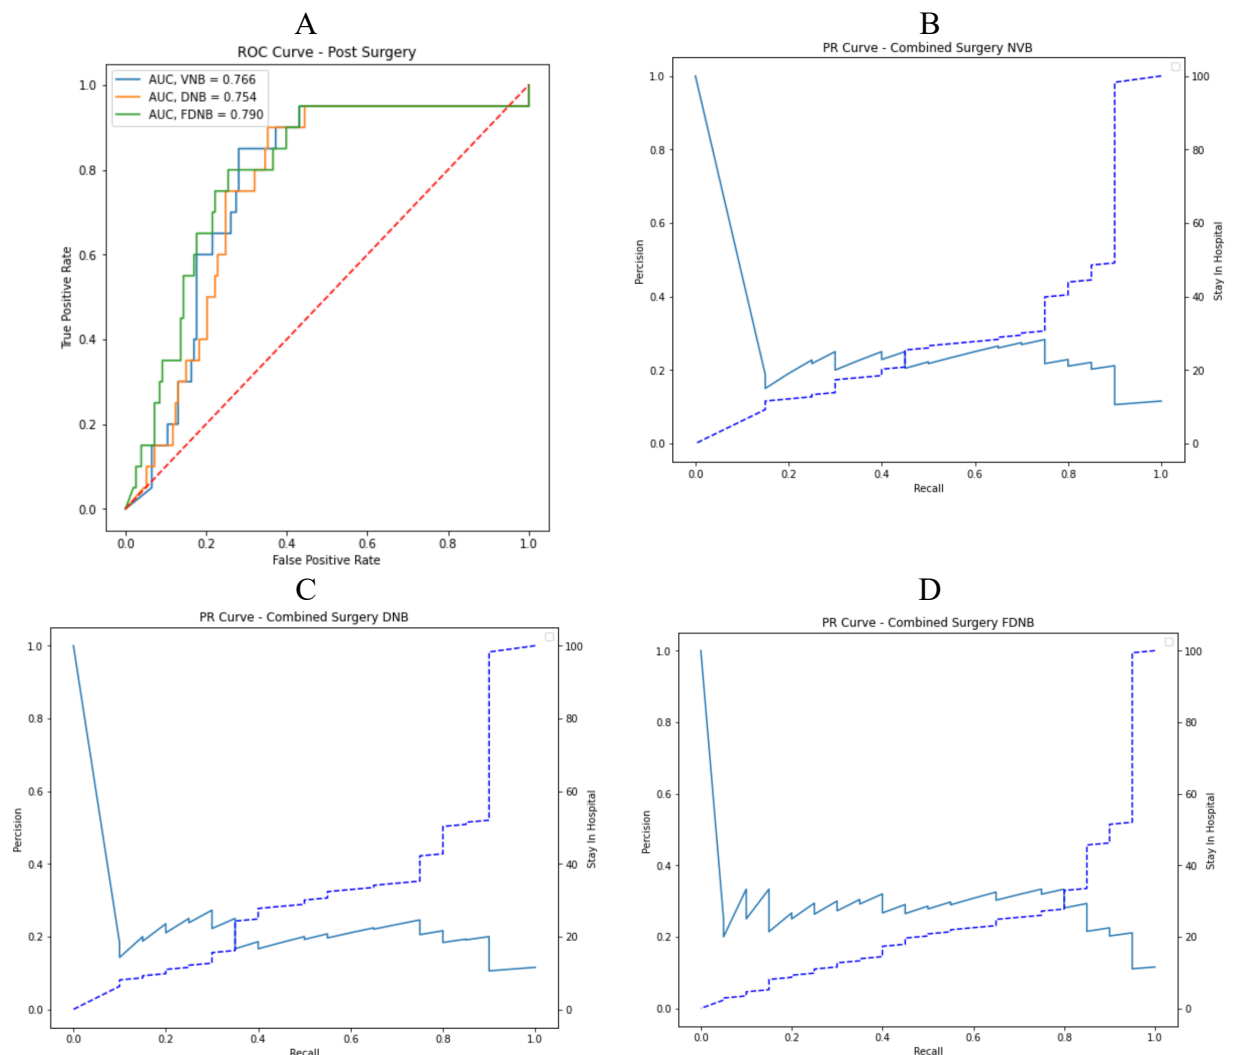 A
ROC Curve - Post Surgery
AUC, VNB = 0.766
AUC, DNB = 0.754
AUC, FDNB = 0.790
1.0
0.8
0.6
0.4
0.2
0.0
True Positive Rate
0.0 0.2 0.4 0.6 0.8 1.0
False Positive Rate
B
PR Curve - Combined Surgery NVB
1.0
0.8
0.6
0.4
0.2
0.0
Percision
100
80
60
40
20
0
Stay In Hospital
0.0 0.2 0.4 0.6 0.8 1.0
Recall
C
PR Curve - Combined Surgery DNB
1.0
0.8
0.6
0.4
0.2
0.0
Percision
100
80
60
40
20
0
Stay In Hospital
0.0 0.2 0.4 0.6 0.8 1.0
Recall
D
PR Curve - Combined Surgery FDNB
1.0
0.8
0.6
0.4
0.2
0.0
Percision
100
80
60
40
20
0
Stay In Hospital
0.0 0.2 0.4 0.6 0.8 1.0
Recall